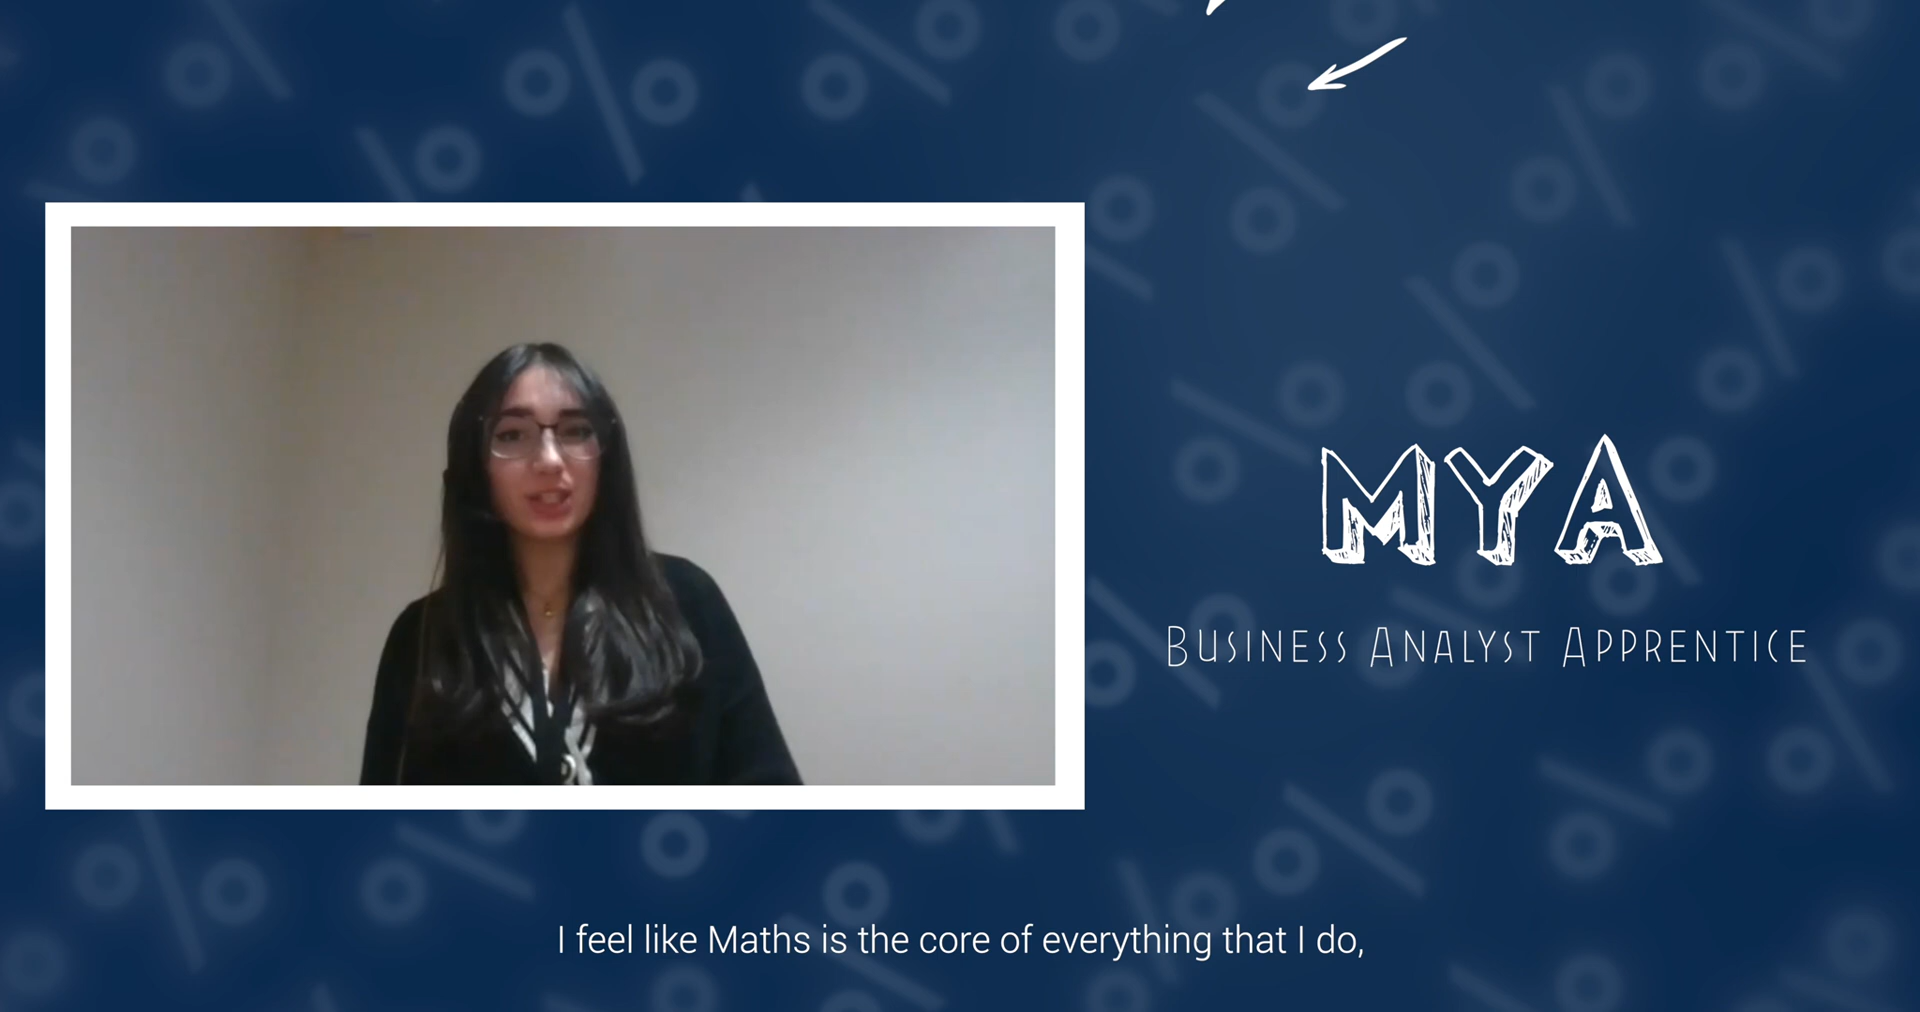 MYA
Business Analyst Apprentice
I feel like Maths is the core of everything that I do,